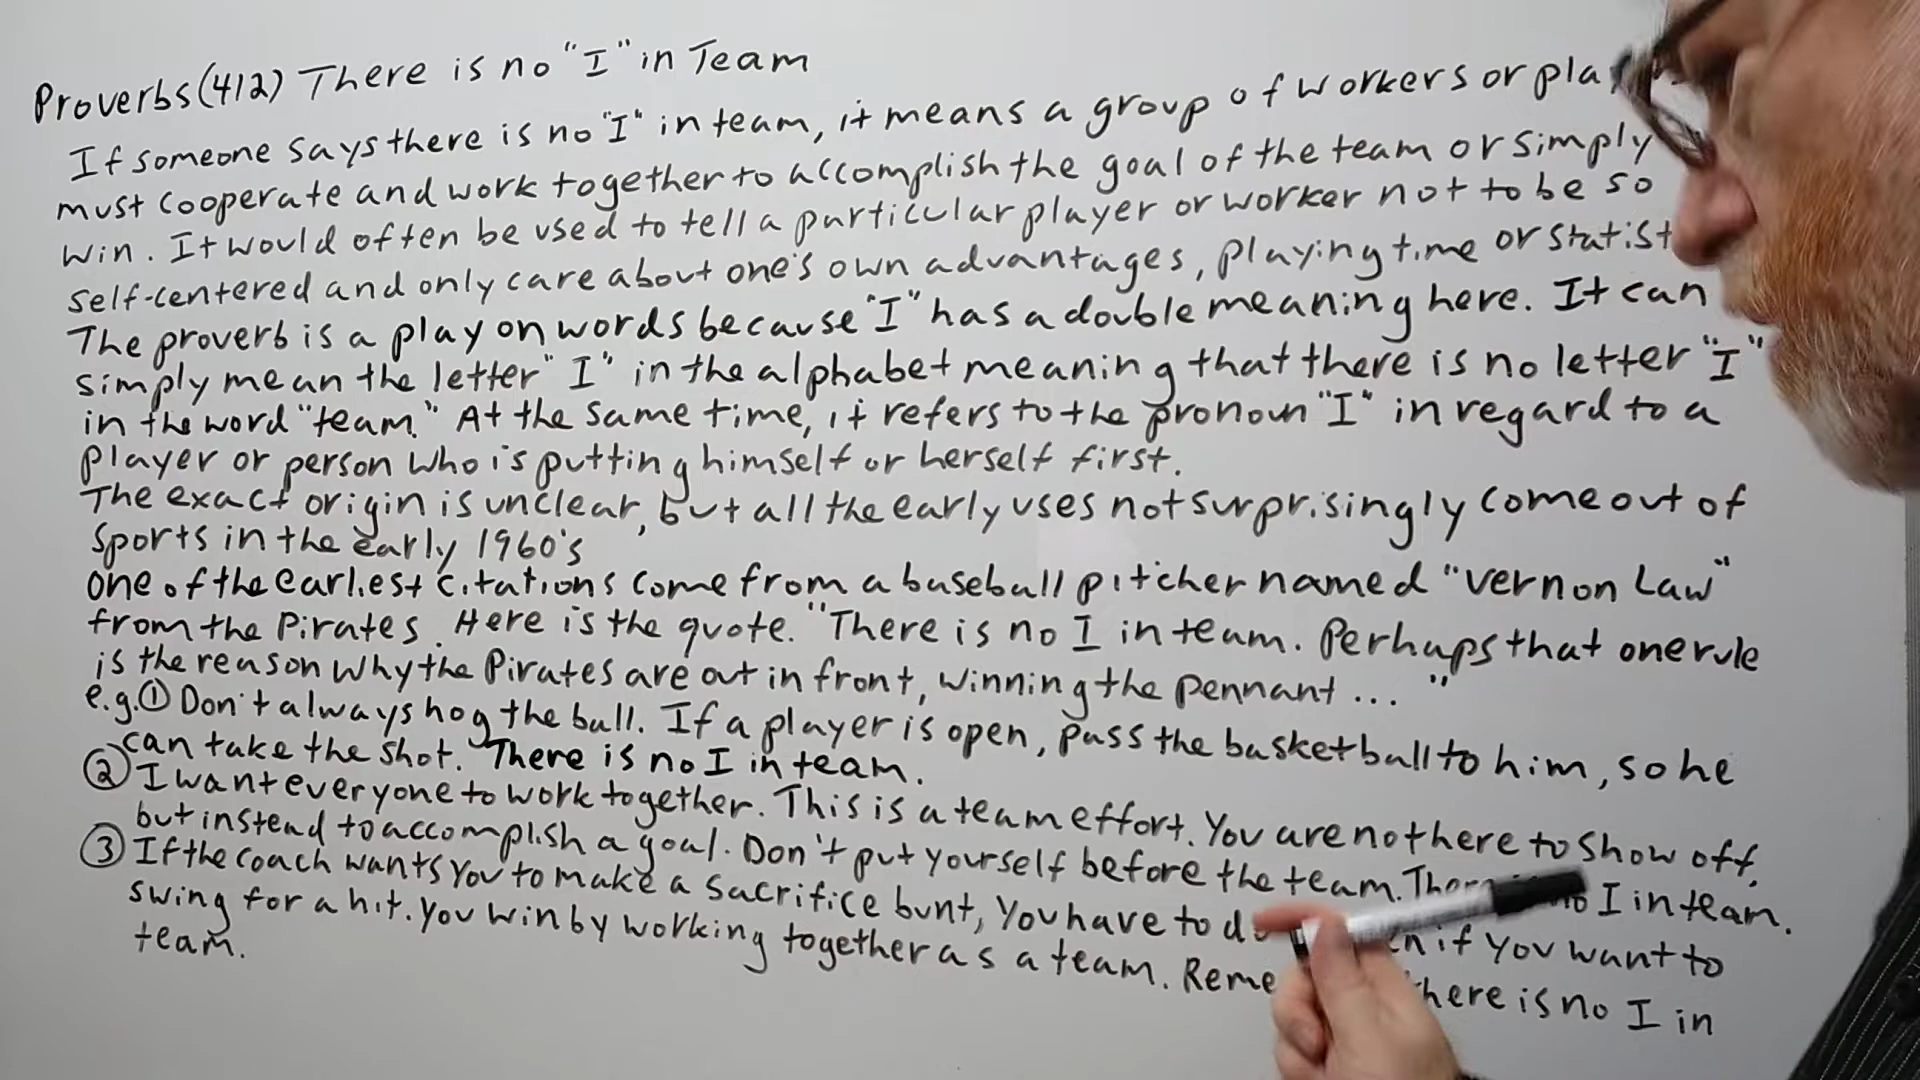 Proverbs(412) There is no "I" in Team
If someone says there is no "I" in team, it means a group of workers or
must cooperate and work together to accomplish the goal of the team or simply
win. It would often be used to tell a particular player or worker not to be so
self-centered and only care about one's own advantages, playing time or
The proverb is a play on words because "I" has a double meaning here. It can
simply mean the letter "I" in the alphabet meaning that there is no letter "I"
in the word "team." At the same time, it refers to the pronoun "I" in regard to a
player or person who is putting himself or herself first.
The exact origin is unclear, but all the early uses not surprisingly come out of
sports in the early 1960's
one of the earliest citations come from a baseball pitcher named "Vernon Law"
from the Pirates. Here is the quote. "There is no I in team. Perhaps that one rule
is the reason why the Pirates are out in front, winning the pennant ..."
e.g. ① Don't always hog the ball. If a player is open, pass the basketball to him, so he
can take the shot. There is no I in team.
② I want everyone to work together. This is a team effort. You are not here to show off,
but instead to accomplish a goal. Don't put yourself before the team. I in team.
③ If the coach wants you to make a sacrifice bunt, you have to if you want to
swing for a hit. You win by working together as a team. is no I in
team.